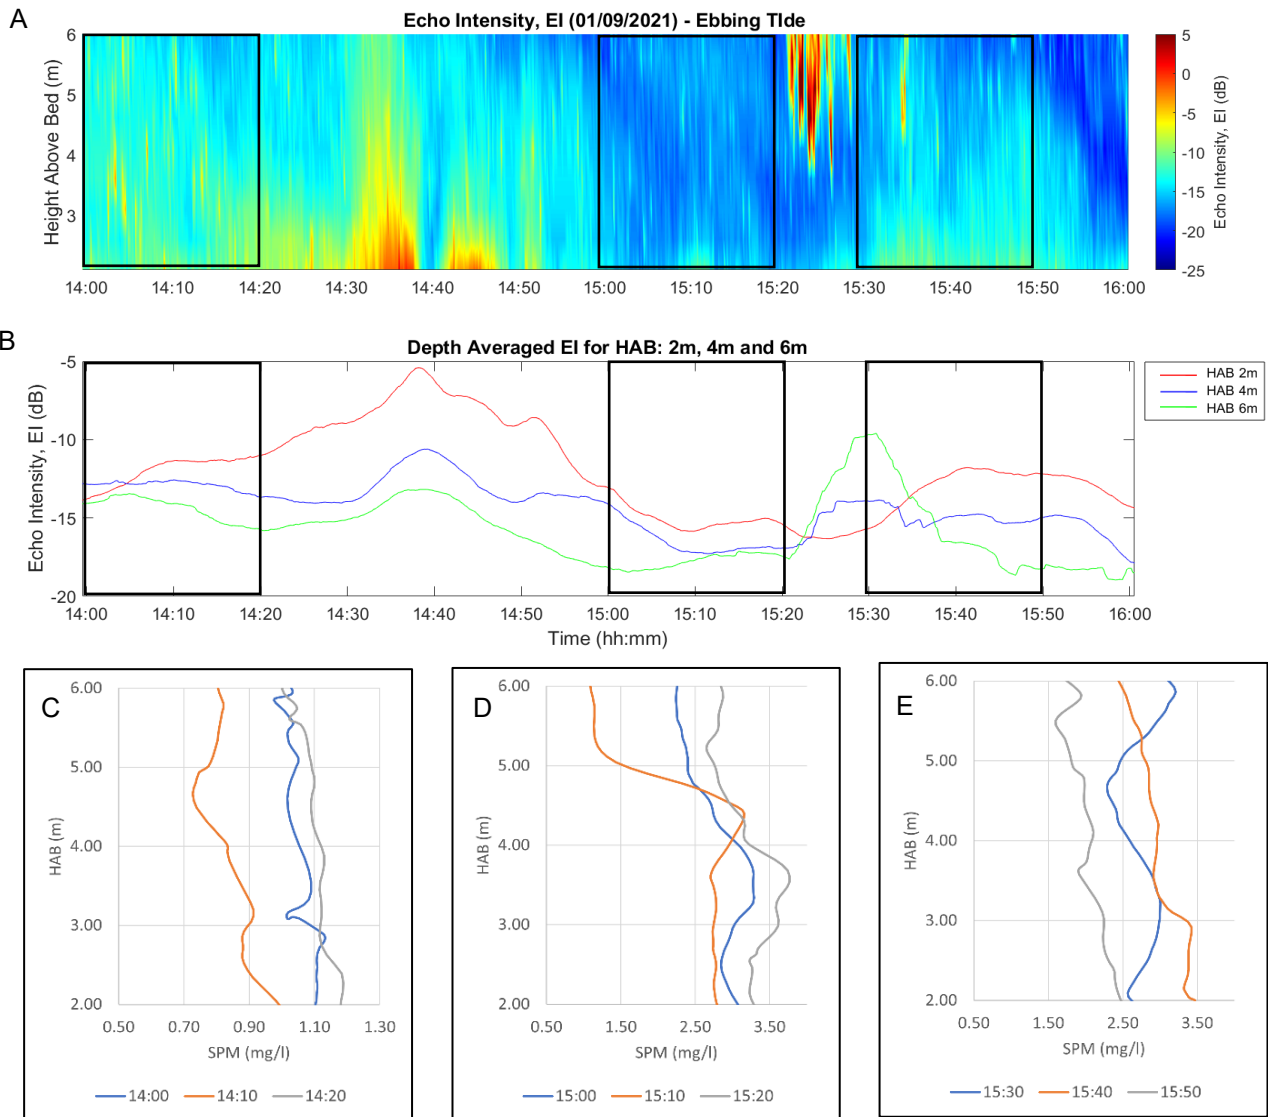 A
Echo Intensity, EI (01/09/2021) - Ebbing TIde
Height Above Bed (m)
6
5
4
3
14:00 14:10 14:20 14:30 14:40 14:50 15:00 15:10 15:20 15:30 15:40 15:50 16:00
5
0
-5
-10
-15
-20
-25
Echo Intensity, EI (dB)
B
Depth Averaged EI for HAB: 2m, 4m and 6m
Echo Intensity, EI (dB)
-5
-10
-15
-20
14:00 14:10 14:20 14:30 14:40 14:50 15:00 15:10 15:20 15:30 15:40 15:50 16:00
Time (hh:mm)
HAB 2m
HAB 4m
HAB 6m
C
HAB (m)
6.00
5.00
4.00
3.00
2.00
0.50 0.70 0.90 1.10 1.30
SPM (mg/l)
14:00 14:10 14:20
D
HAB (m)
6.00
5.00
4.00
3.00
2.00
0.50 1.50 2.50 3.50
SPM (mg/l)
15:00 15:10 15:20
E
HAB (m)
6.00
5.00
4.00
3.00
2.00
0.50 1.50 2.50 3.50
SPM (mg/l)
15:30 15:40 15:50